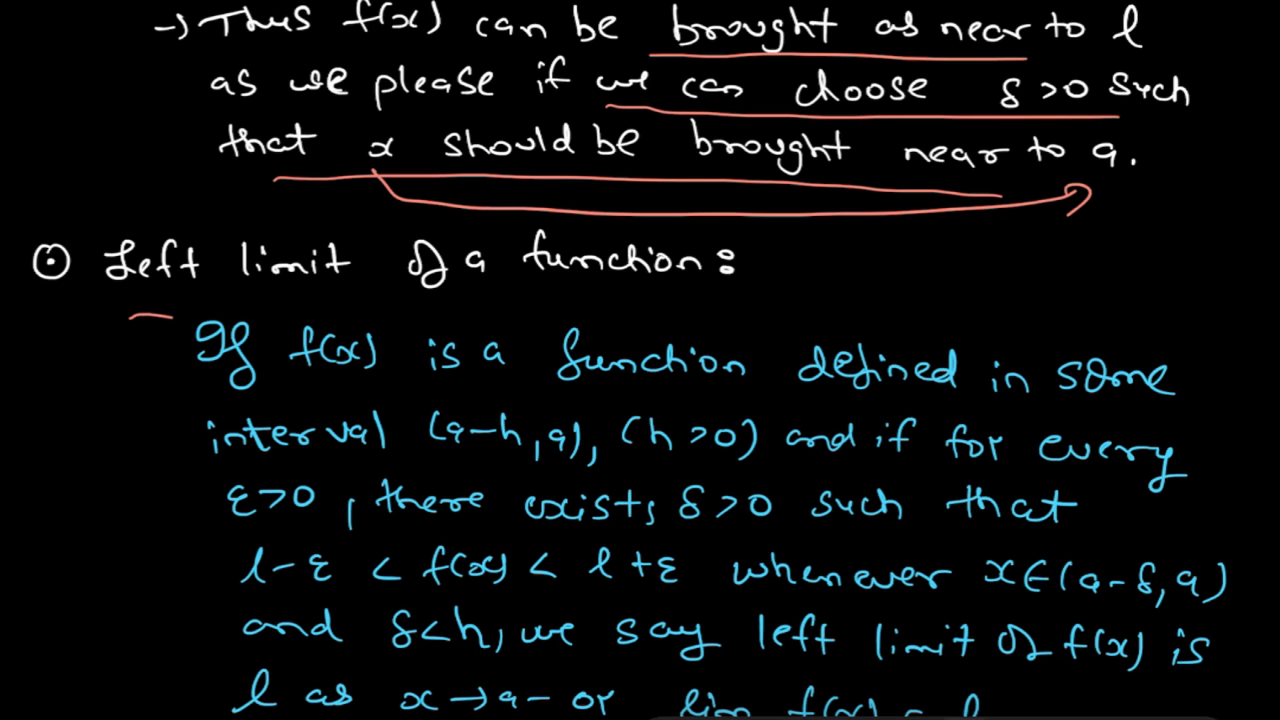 → Thus f(x) can be brought as near to l
as we please if we can choose δ>0 such
that x should be brought near to a.
⊙ Left limit of a function:
If f(x) is a function defined in some
interval (a-h, a), (h>0) and if for every
ε>0, there exists δ>0 such that
l-ε < f(x) < l+ε whenever x∈(a-δ, a)
and δ<h, we say left limit of f(x) is
l as x→a- or lim f(x) = l